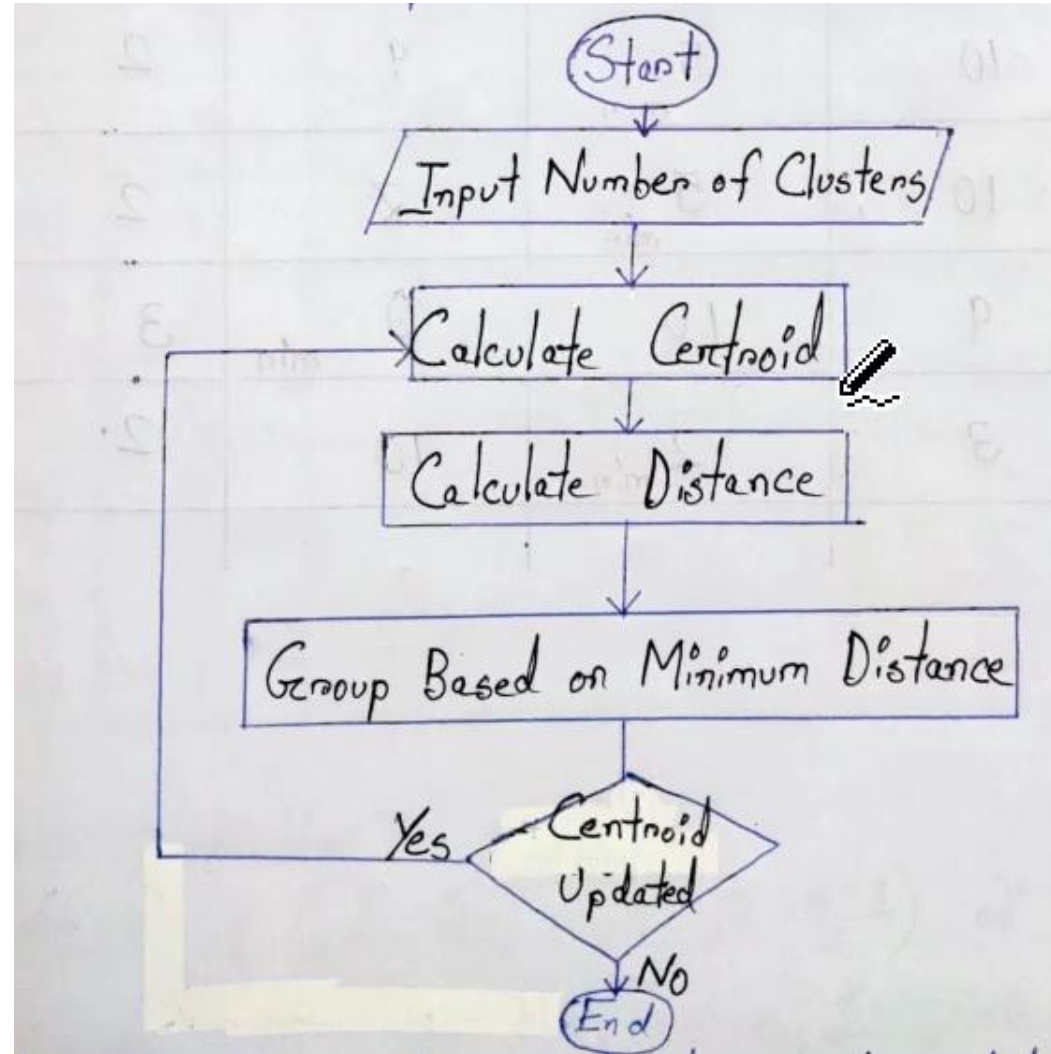 Start
Input Number of Clusters
Calculate Centroid
Calculate Distance
Group Based on Minimum Distance
Centroid
Updated
Yes
No
End